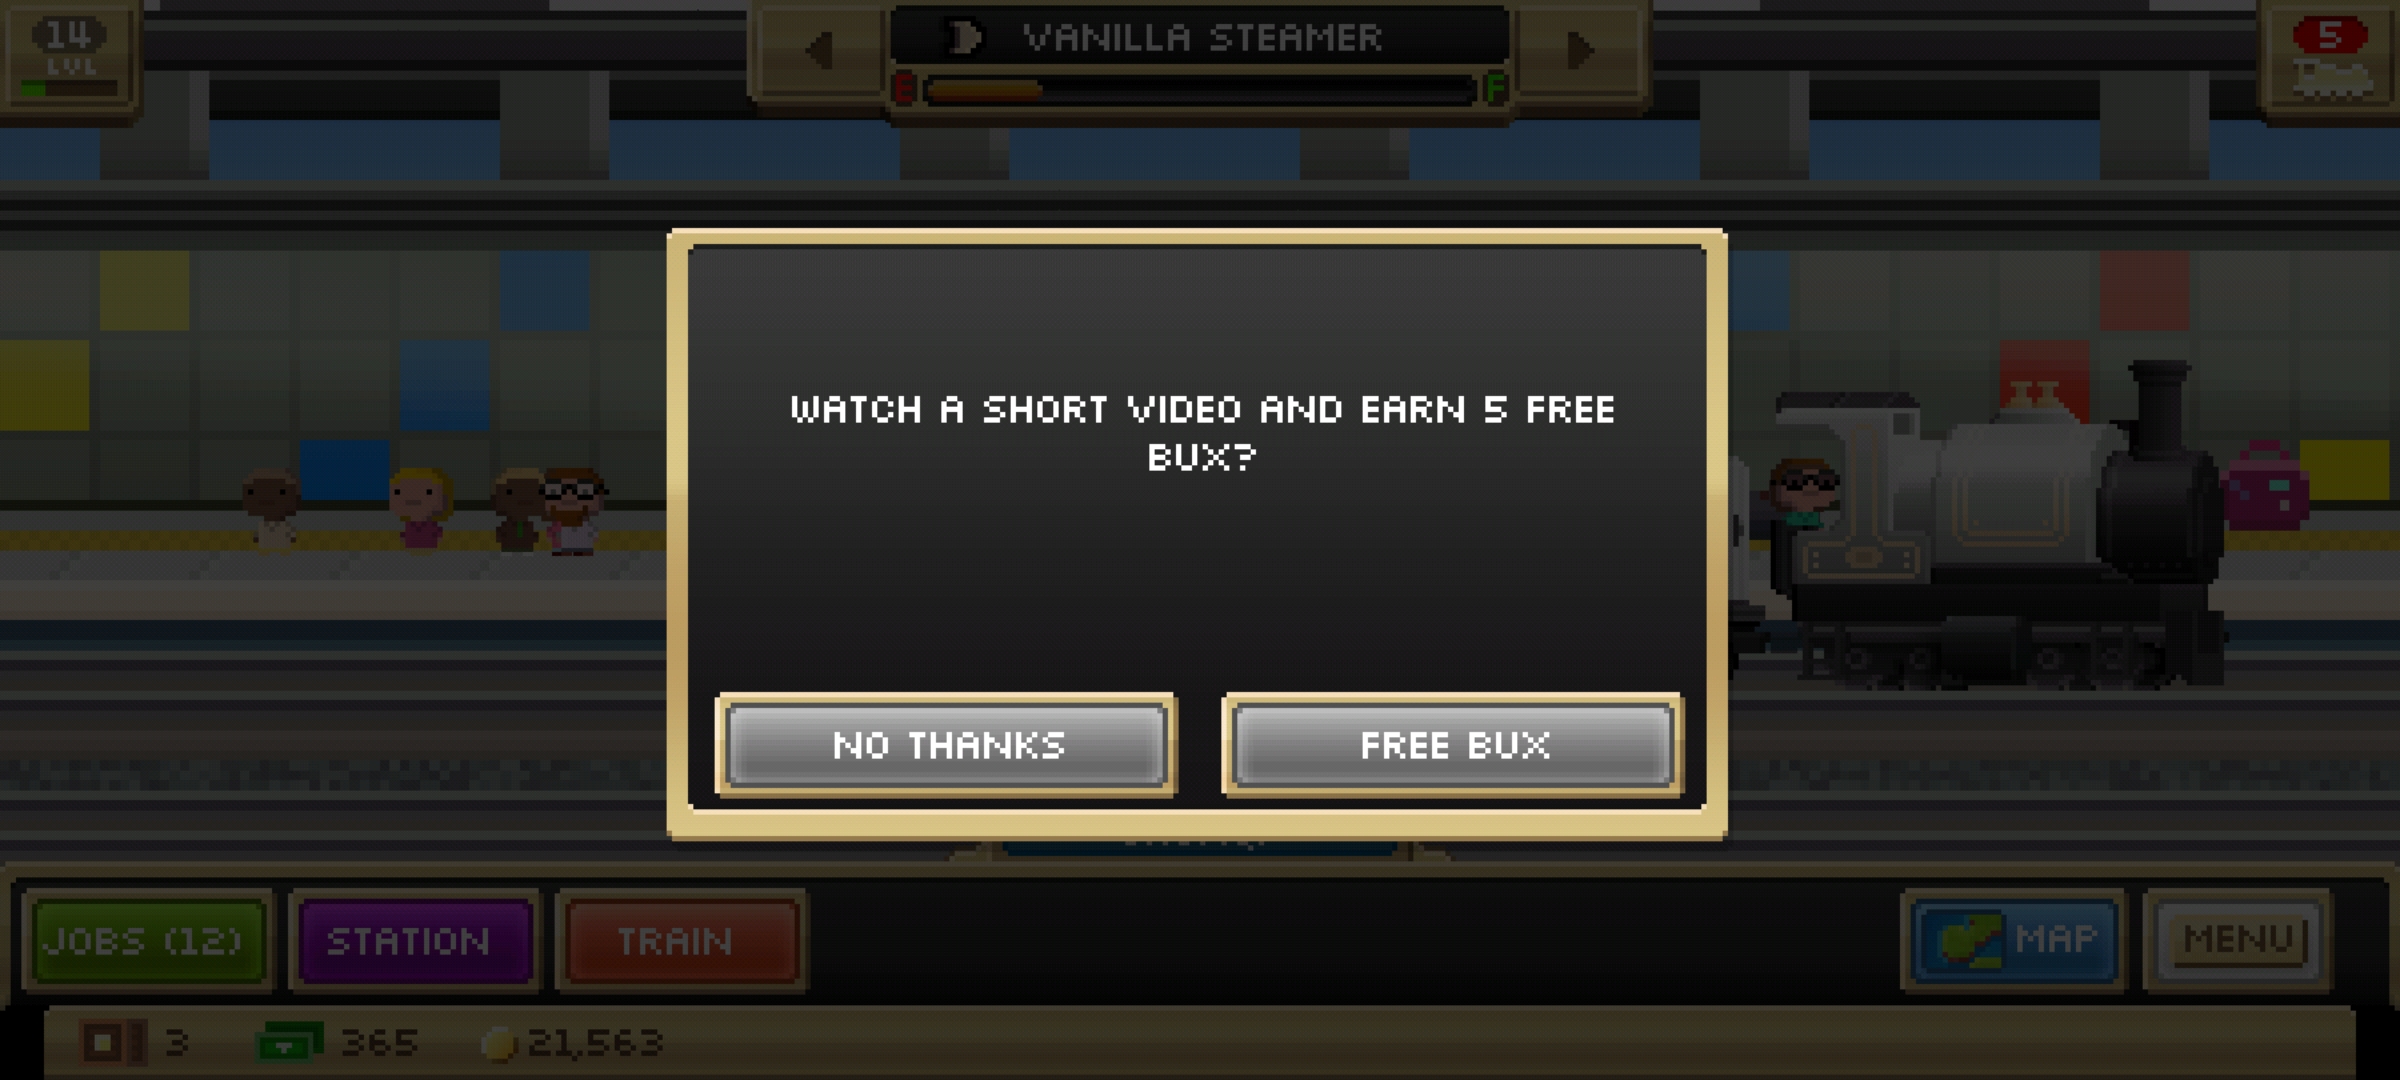 14
LVL
VANILLA STEAMER
E
F
5
WATCH A SHORT VIDEO AND EARN 5 FREE
BUX?
NO THANKS
FREE BUX
JOBS (12)
STATION
TRAIN
MAP
MENU
3
365
21,563